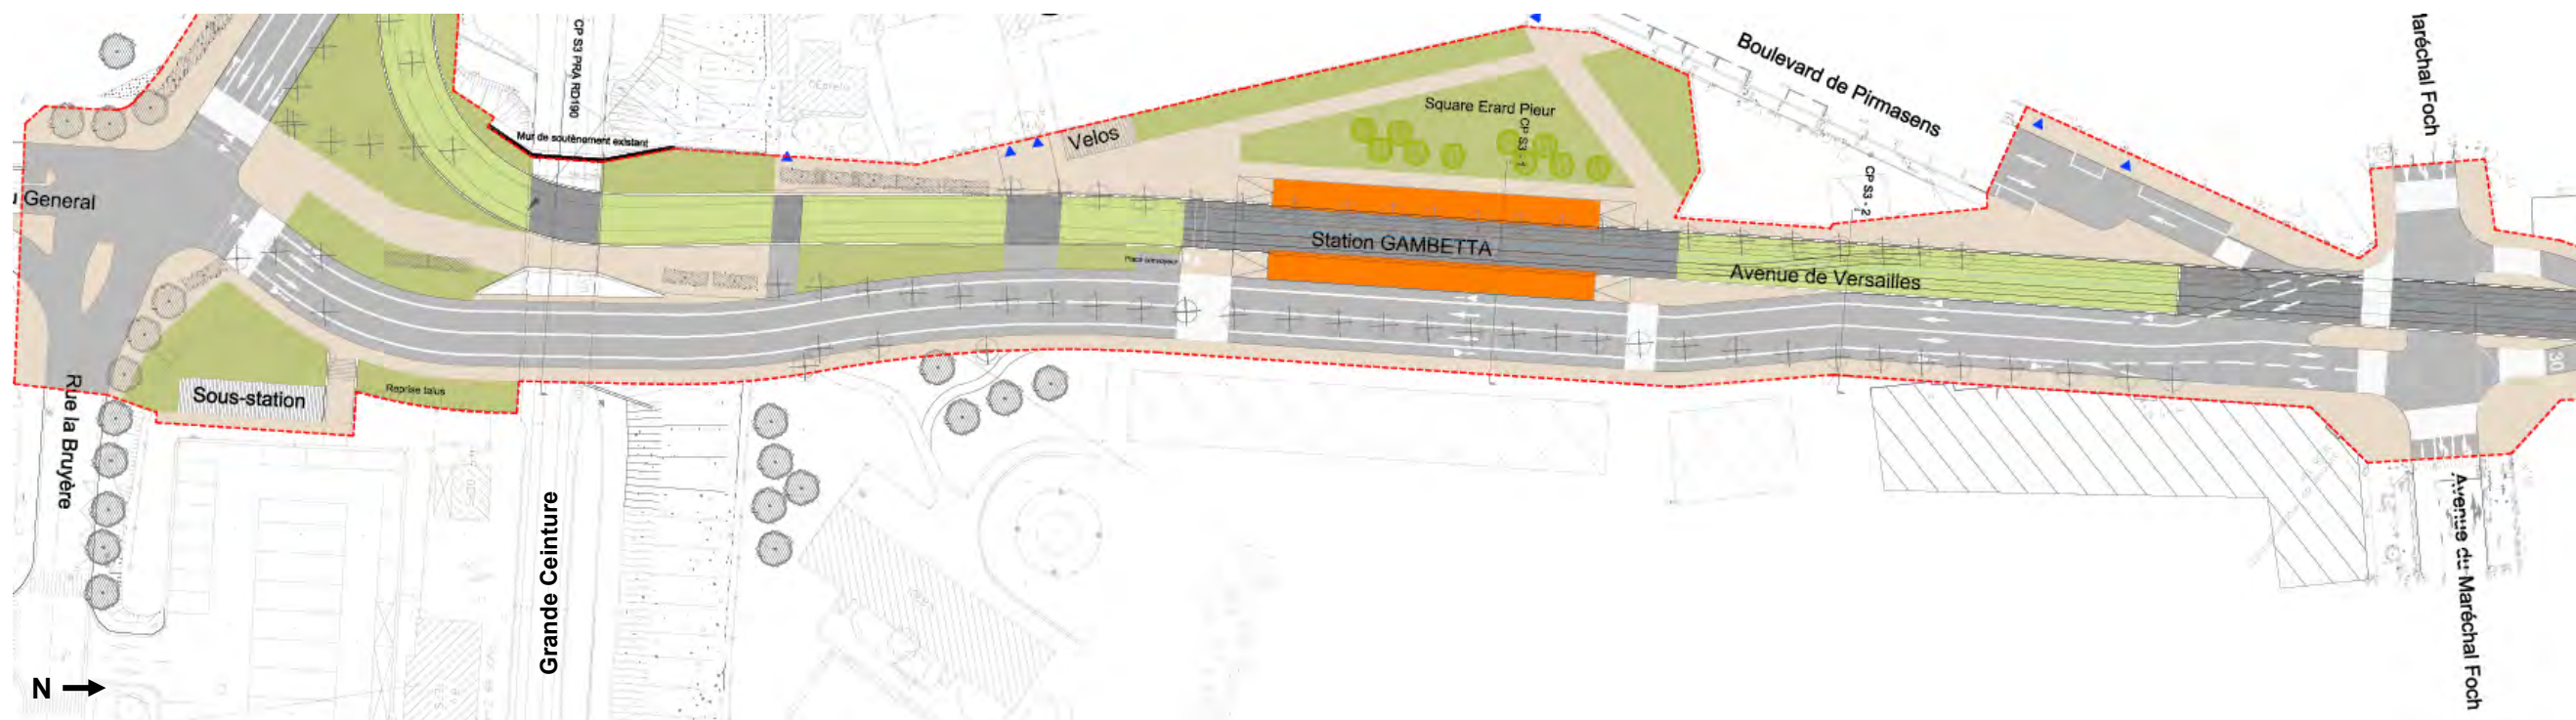 General
CP S3 PRA RD190
Mur de soutènement existant
Velos
Square Erard Pieur
CP S3 - 1
Boulevard de Pirmasens
CP S3 - 2
aréchal Foch
Station GAMBETTA
Avenue de Versailles
30
Reprise talus
Sous-station
Rue la Bruyère
Grande Ceinture
Avenue du Maréchal Foch
N